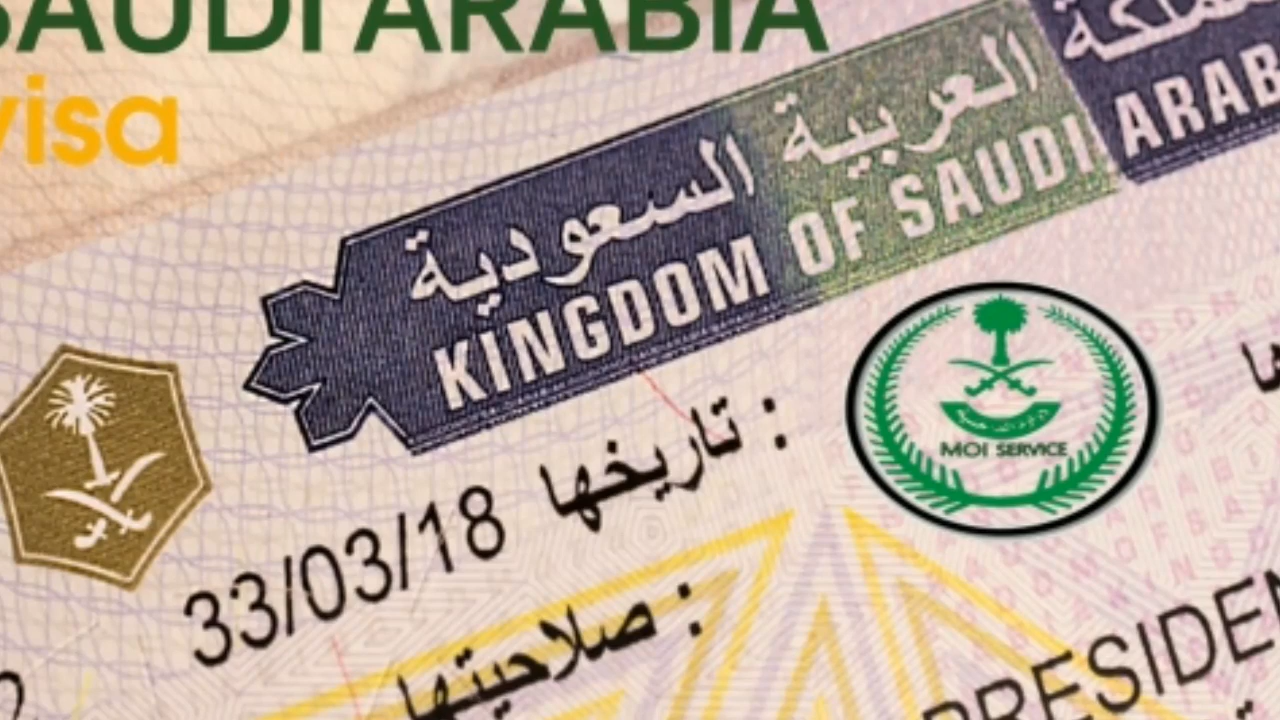 SAUDI ARABIA
visa
العربية السعودية
KINGDOM OF SAUDI ARAB
MOI SERVICE
تاريخها :
33/03/18
صلاحيتها :
PRESIDEN